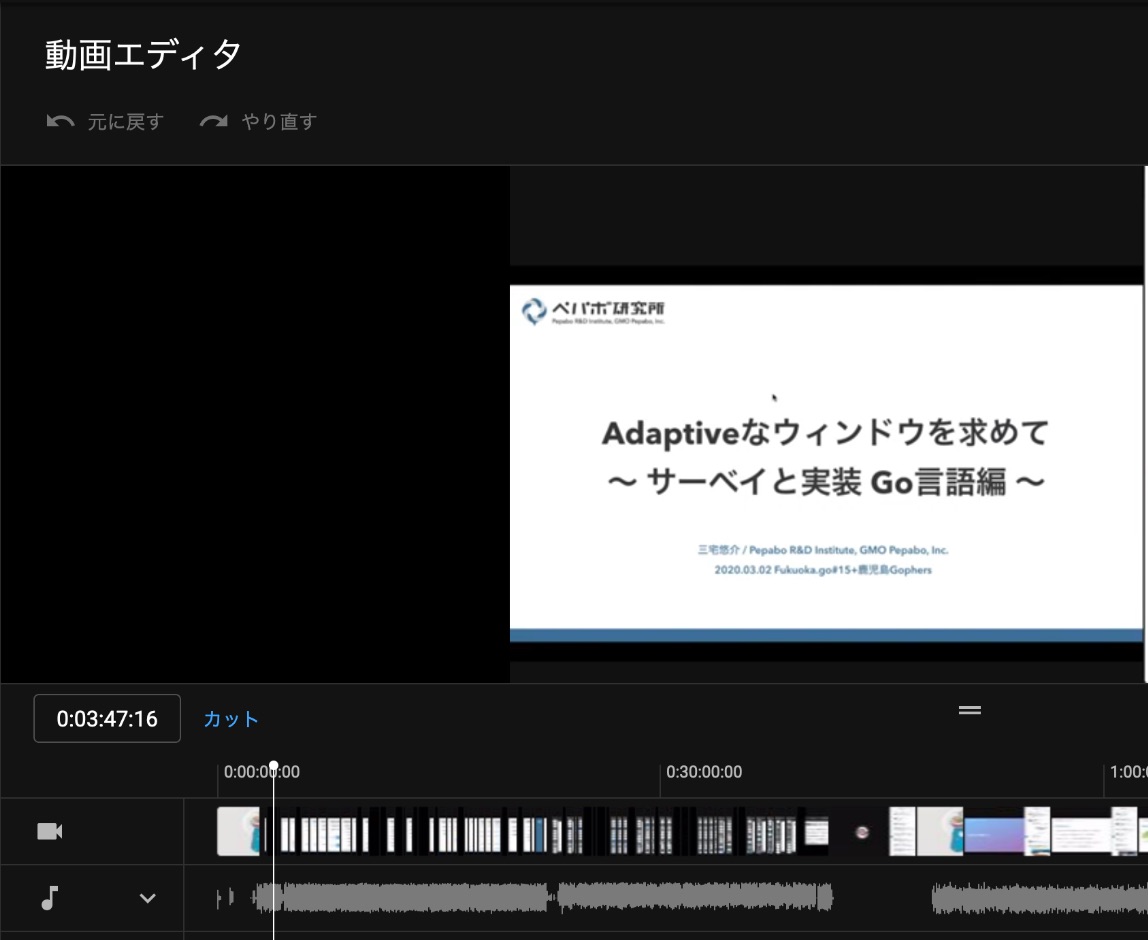 動画エディタ
元に戻す
やり直す
ペパボ研究所
Pepabo R&D Institute, GMO Pepabo, Inc.
Adaptiveなウィンドウを求めて
〜 サーベイと実装 Go言語編 〜
三宅悠介 / Pepabo R&D Institute, GMO Pepabo, Inc.
2020.03.02 Fukuoka.go#15+鹿児島Gophers
0:03:47:16
カット
0:00:00:00
0:30:00:00
1:00:0